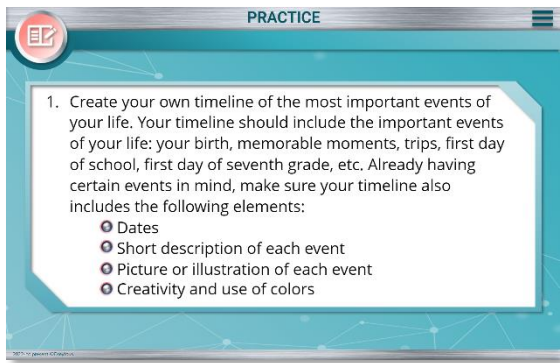 PRACTICE
1. Create your own timeline of the most important events of
your life. Your timeline should include the important events
of your life: your birth, memorable moments, trips, first day
of school, first day of seventh grade, etc. Already having
certain events in mind, make sure your timeline also
includes the following elements:
Dates
Short description of each event
Picture or illustration of each event
Creativity and use of colors